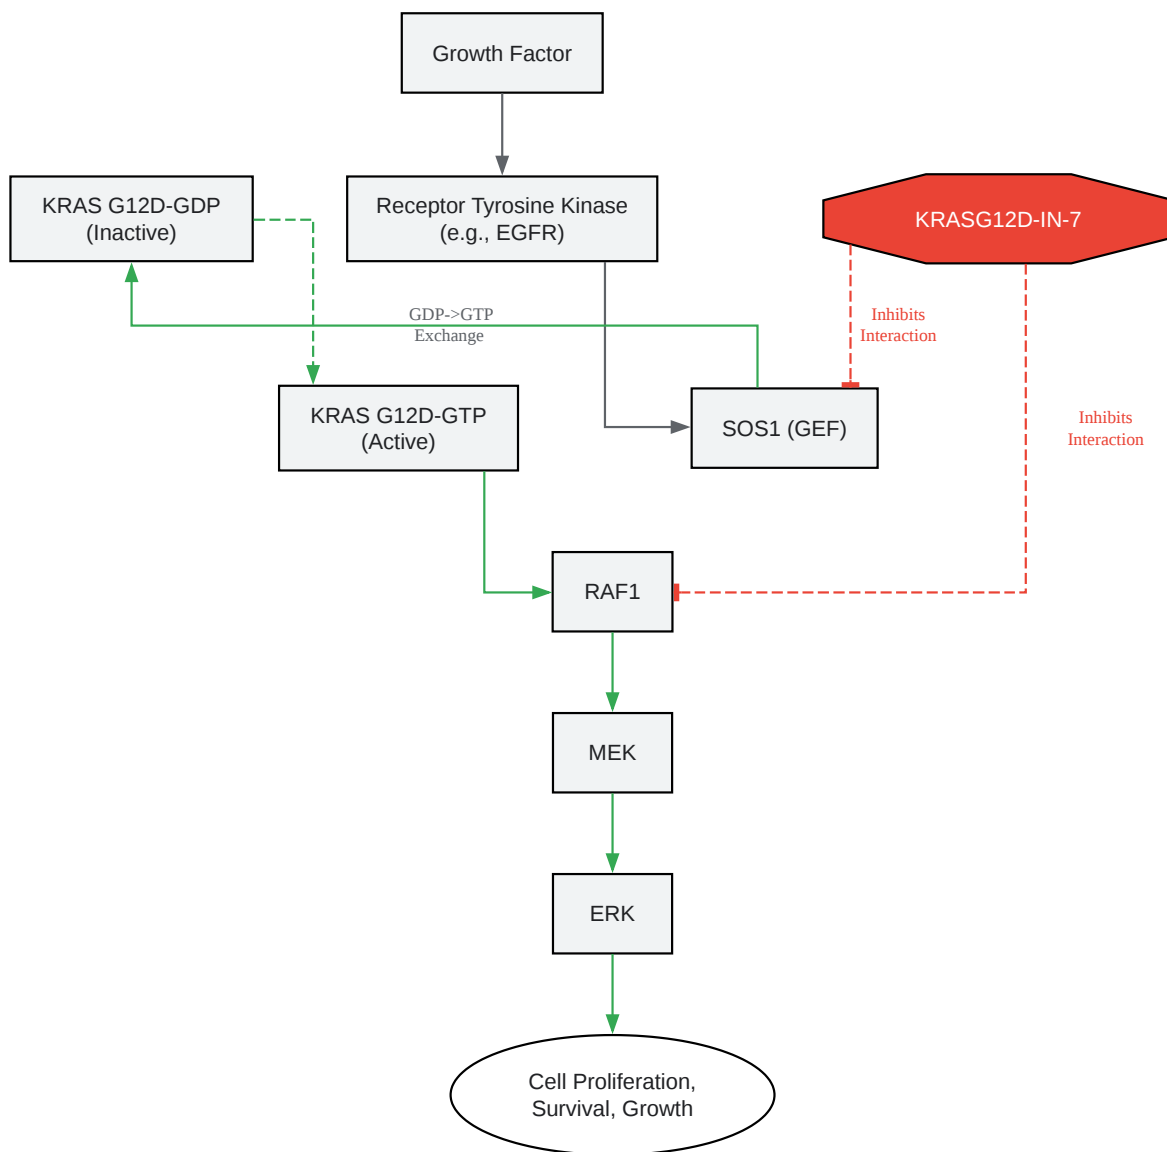 Growth Factor
KRAS G12D-GDP
(Inactive)
Receptor Tyrosine Kinase
(e.g., EGFR)
KRASG12D-IN-7
GDP->GTP
Exchange
Inhibits
Interaction
KRAS G12D-GTP
(Active)
SOS1 (GEF)
Inhibits
Interaction
RAF1
MEK
ERK
Cell Proliferation,
Survival, Growth